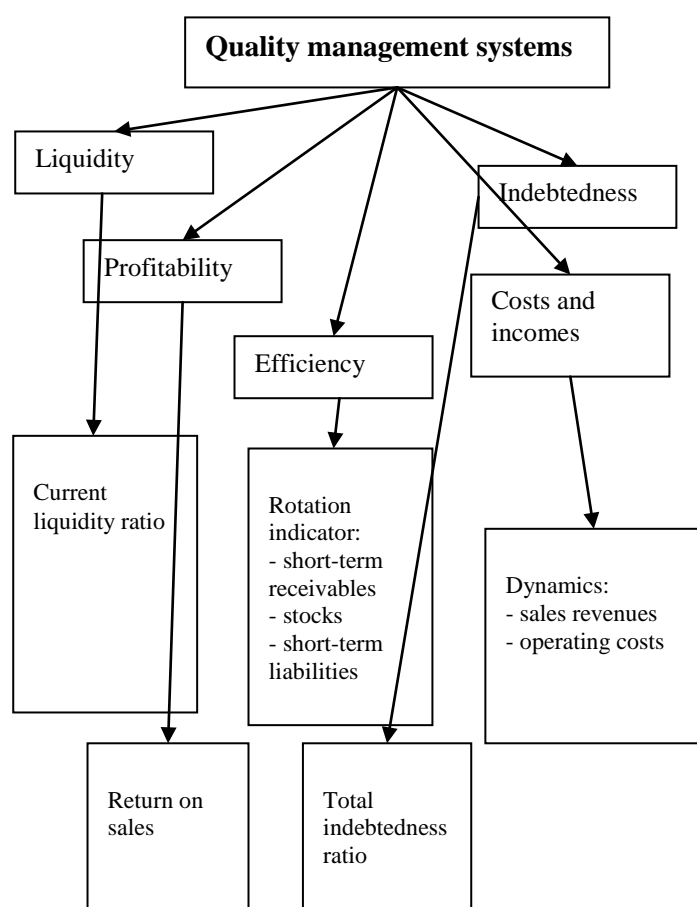 Quality management systems
Liquidity
Indebtedness
Profitability
Costs and
incomes
Efficiency
Current
liquidity ratio
Rotation
indicator:
- short-term
receivables
- stocks
- short-term
liabilities
Dynamics:
- sales revenues
- operating costs
Return on
sales
Total
indebtedness
ratio